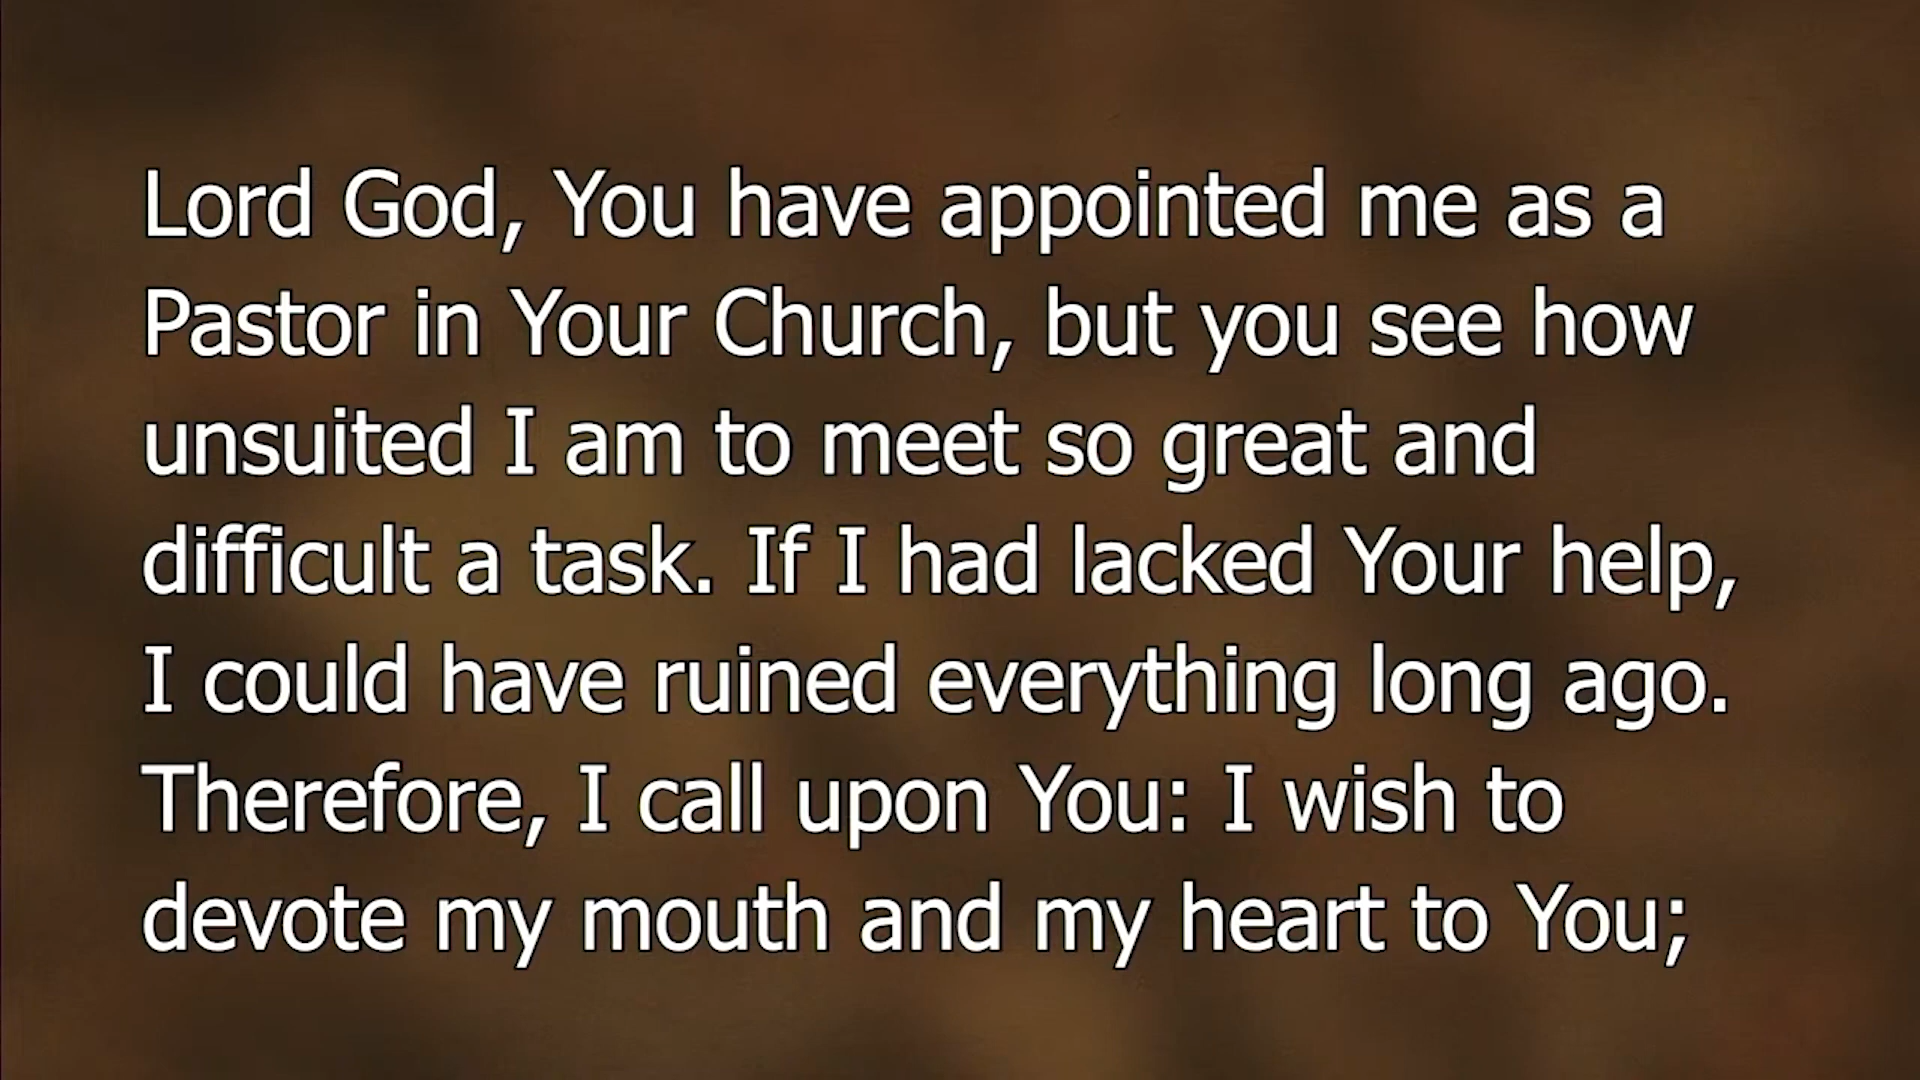 Lord God, You have appointed me as a
Pastor in Your Church, but you see how
unsuited I am to meet so great and
difficult a task. If I had lacked Your help,
I could have ruined everything long ago.
Therefore, I call upon You: I wish to
devote my mouth and my heart to You;